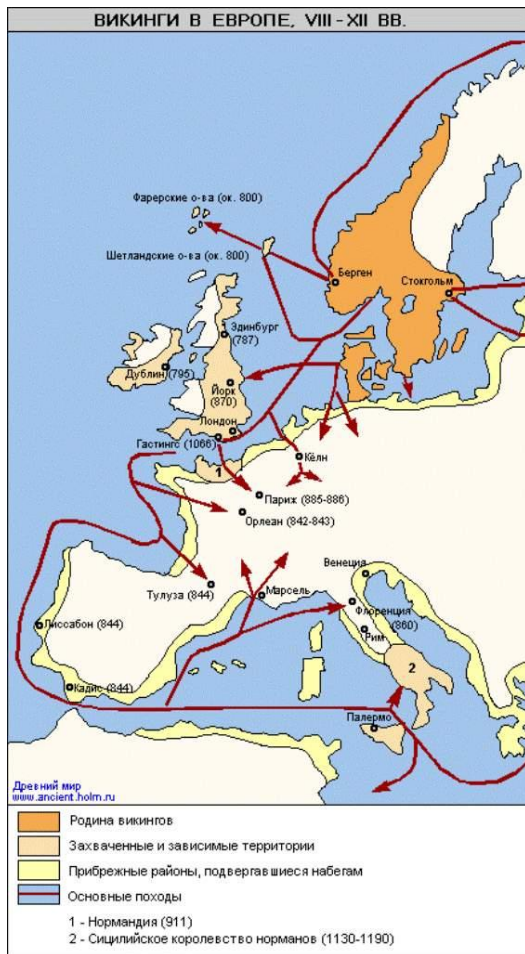 ВИКИНГИ В ЕВРОПЕ, VIII - XII ВВ.
Фарерские о-ва (ок. 800)
Шетландские о-ва (ок. 800)
Берген
Стокгольм
Эдинбург
(787)
Дублин (795)
Йорк
(870)
Лондон
Гастингс (1066)
1
Кёлн
Париж (885-886)
Орлеан (842-843)
Венеция
Тулуза (844)
Марсель
Флоренция
(860)
Рим
Лиссабон (844)
2
Кадис (844)
Палермо
Древний мир
www.ancient.holm.ru
Родина викингов
Захваченные и зависимые территории
Прибрежные районы, подвергавшиеся набегам
Основные походы
1 - Нормандия (911)
2 - Сицилийское королевство норманов (1130-1190)